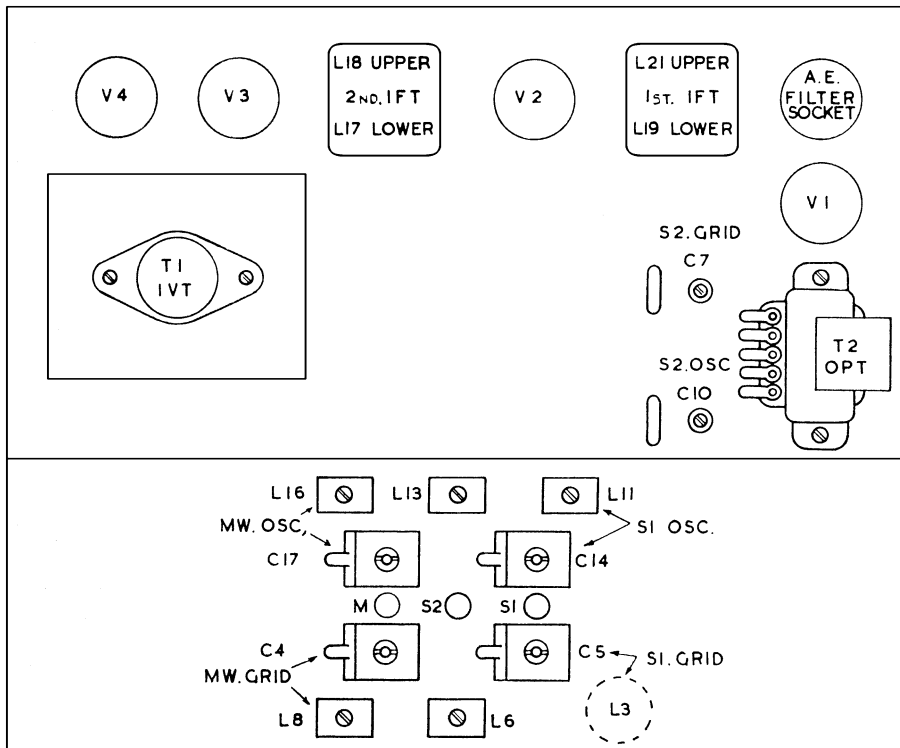 V4
V3
L18 UPPER
2ND. IFT
L17 LOWER
V2
L21 UPPER
1ST. IFT
L19 LOWER
A.E.
FILTER
SOCKET
V1
T1
IVT
S2.GRID
C7
S2.OSC
C10
T2
OPT
L16
L13
L11
MW. OSC,
S1 OSC.
C17
C14
M
S2
S1
C4
C5
MW.GRID
S1.GRID
L8
L6
L3